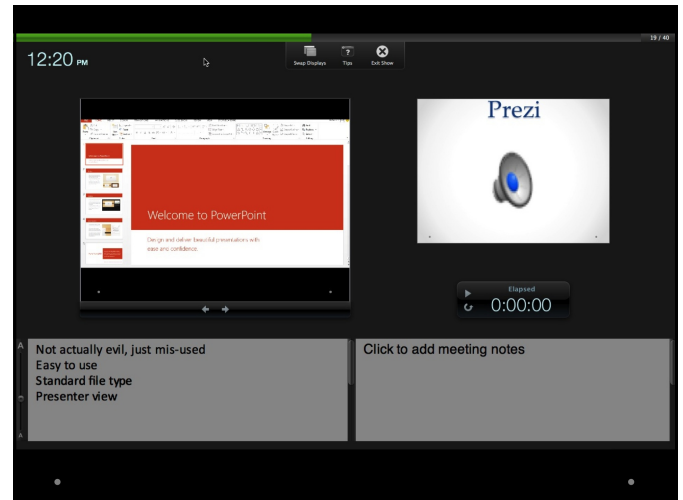 19 / 40
12:20 PM
Swap Displays
Tips
Exit Show
Welcome to PowerPoint
Design and deliver beautiful presentations with
ease and confidence.
Prezi
Elapsed
0:00:00
A
Not actually evil, just mis-used
Easy to use
Standard file type
Presenter view
A
Click to add meeting notes